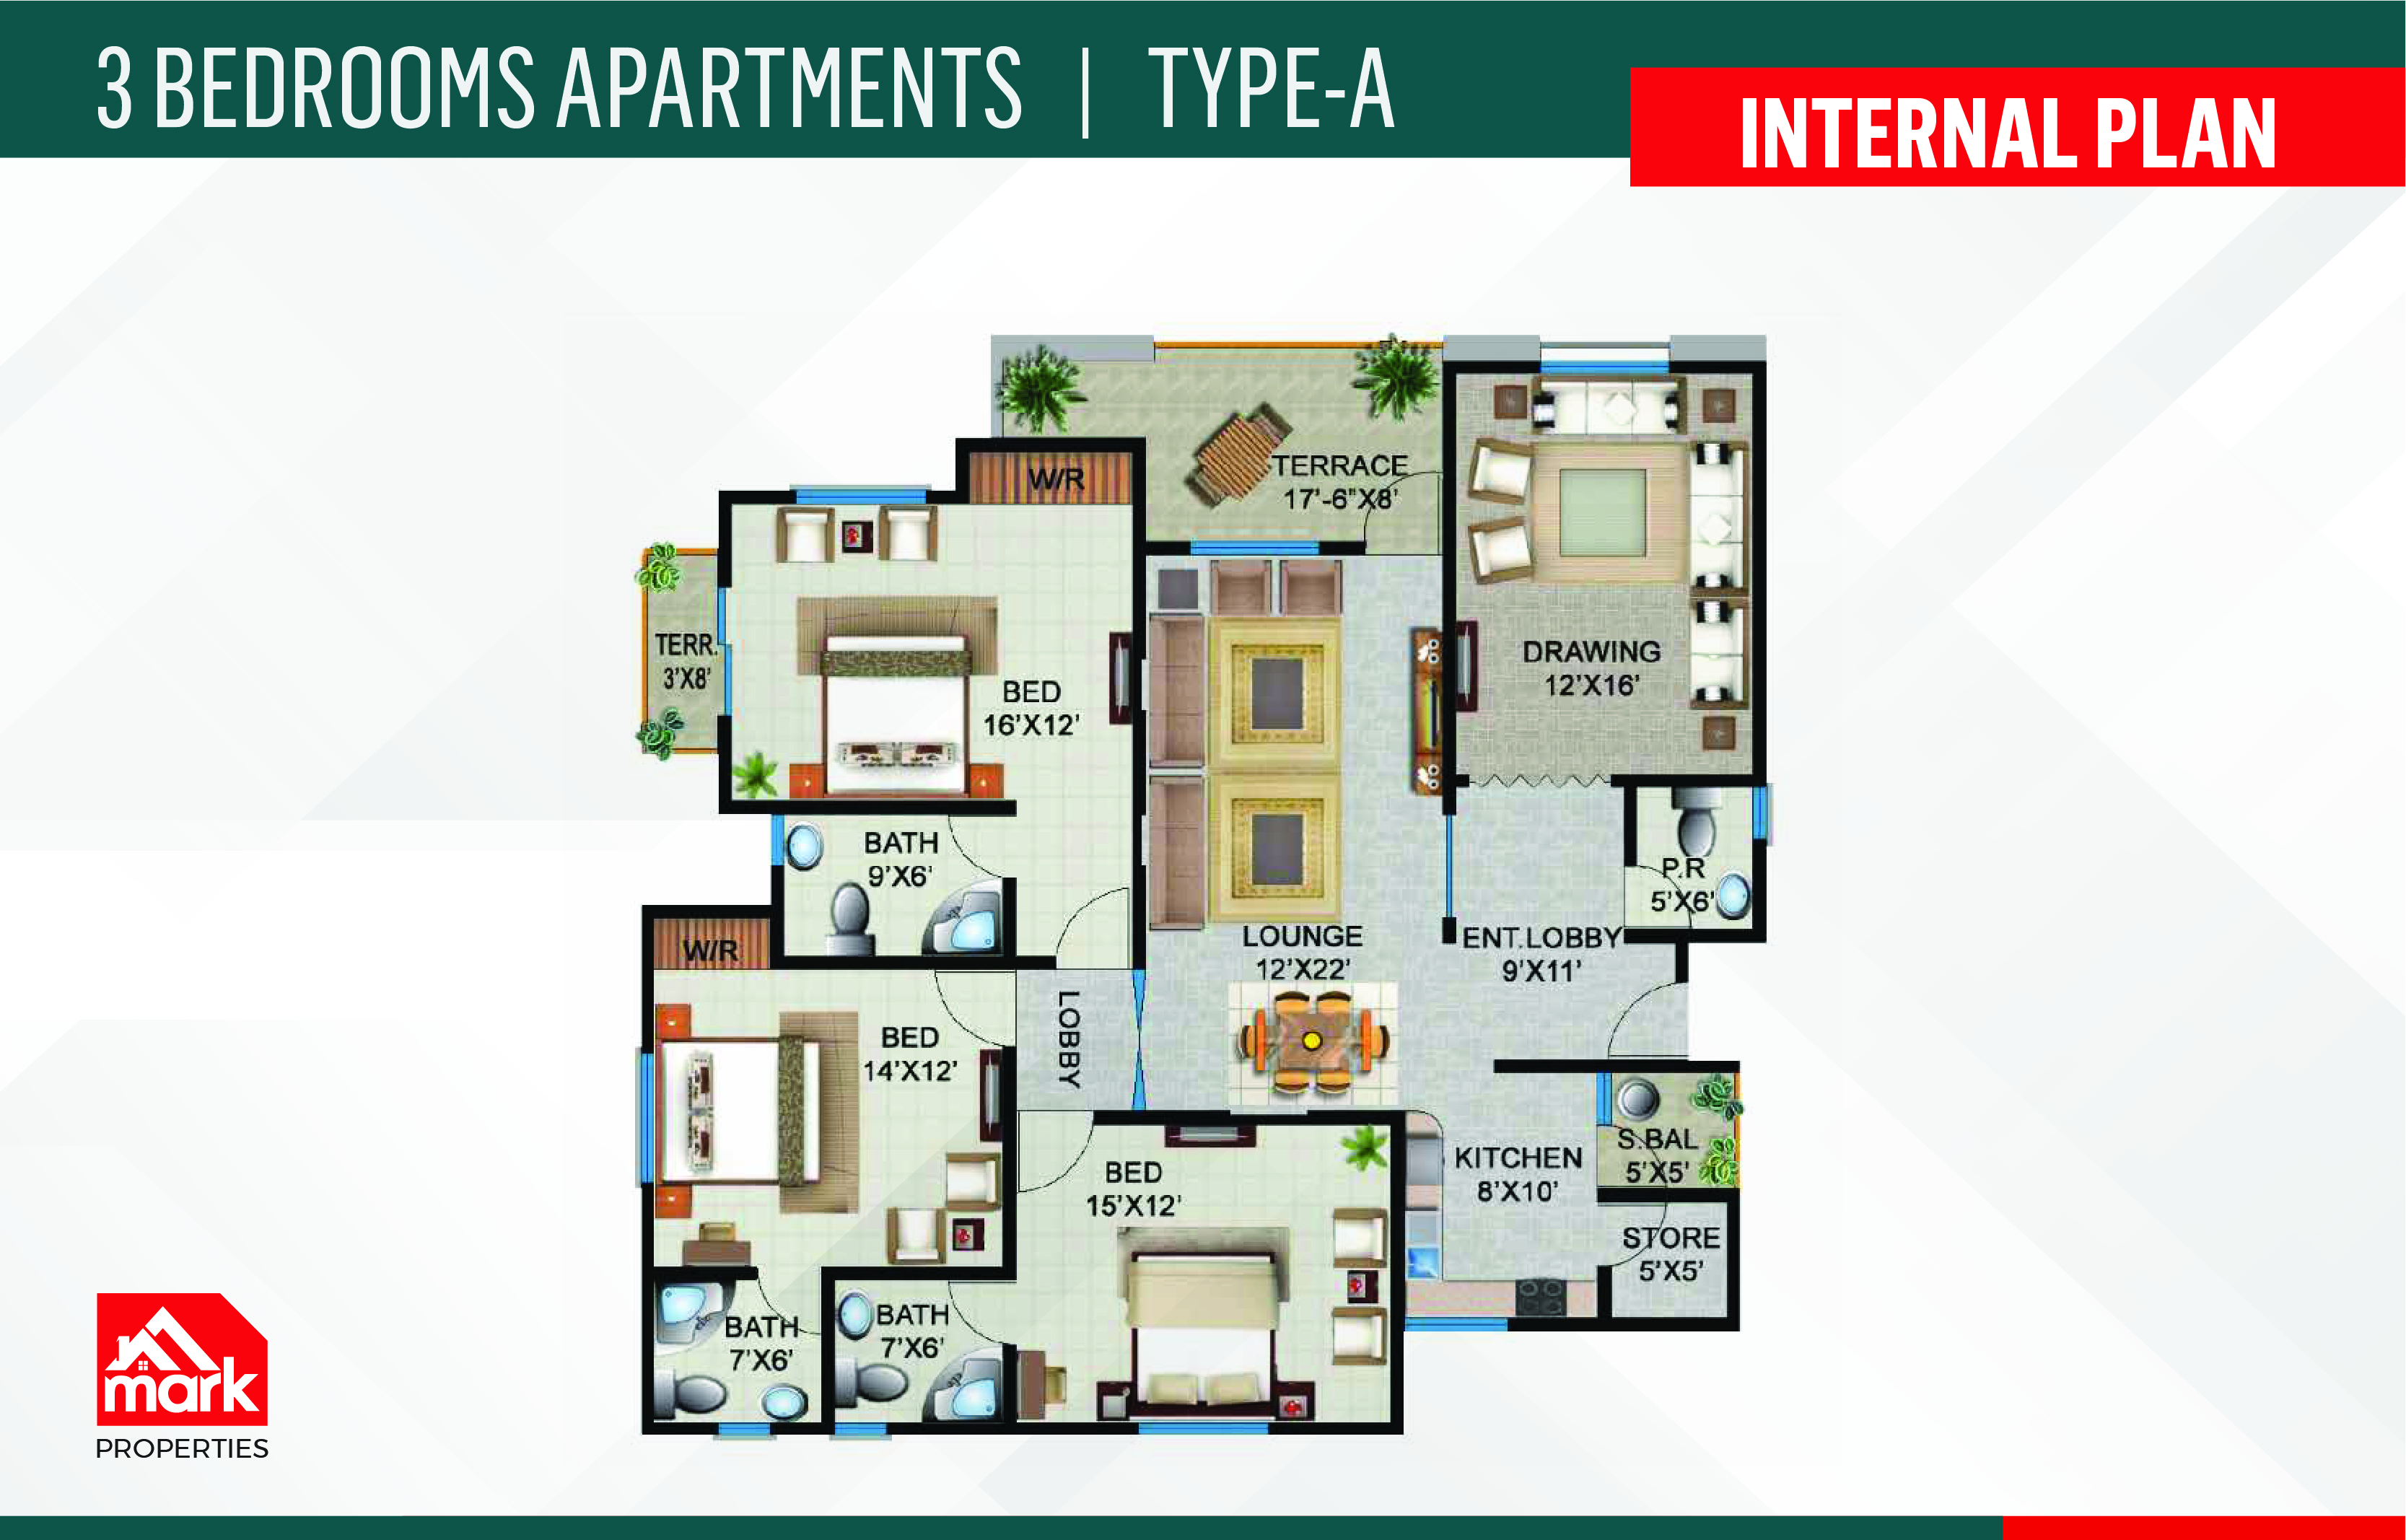 3 BEDROOMS APARTMENTS | TYPE-A
INTERNAL PLAN
W/R
TERRACE
17'-6"X8'
TERR.
3'X8'
BED
16'X12'
DRAWING
12'X16'
BATH
9'X6'
P.R
5'X6'
W/R
LOUNGE
12'X22'
ENT.LOBBY
9'X11'
LOBBY
BED
14'X12'
BED
15'X12'
KITCHEN
8'X10'
S.BAL
5'X5'
STORE
5'X5'
BATH
7'X6'
BATH
7'X6'
mark
PROPERTIES